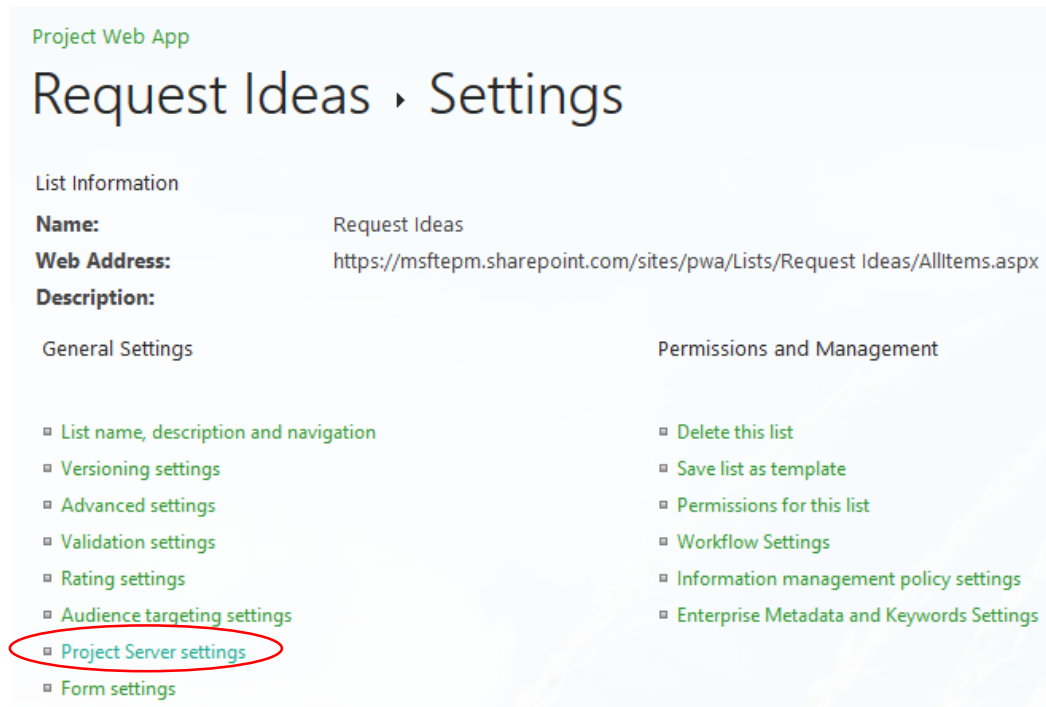 Project Web App
Request Ideas ▸ Settings
List Information
Name: Request Ideas
Web Address: https://msftepm.sharepoint.com/sites/pwa/Lists/Request Ideas/AllItems.aspx
Description:
General Settings
List name, description and navigation
Versioning settings
Advanced settings
Validation settings
Rating settings
Audience targeting settings
Project Server settings
Form settings
Permissions and Management
Delete this list
Save list as template
Permissions for this list
Workflow Settings
Information management policy settings
Enterprise Metadata and Keywords Settings